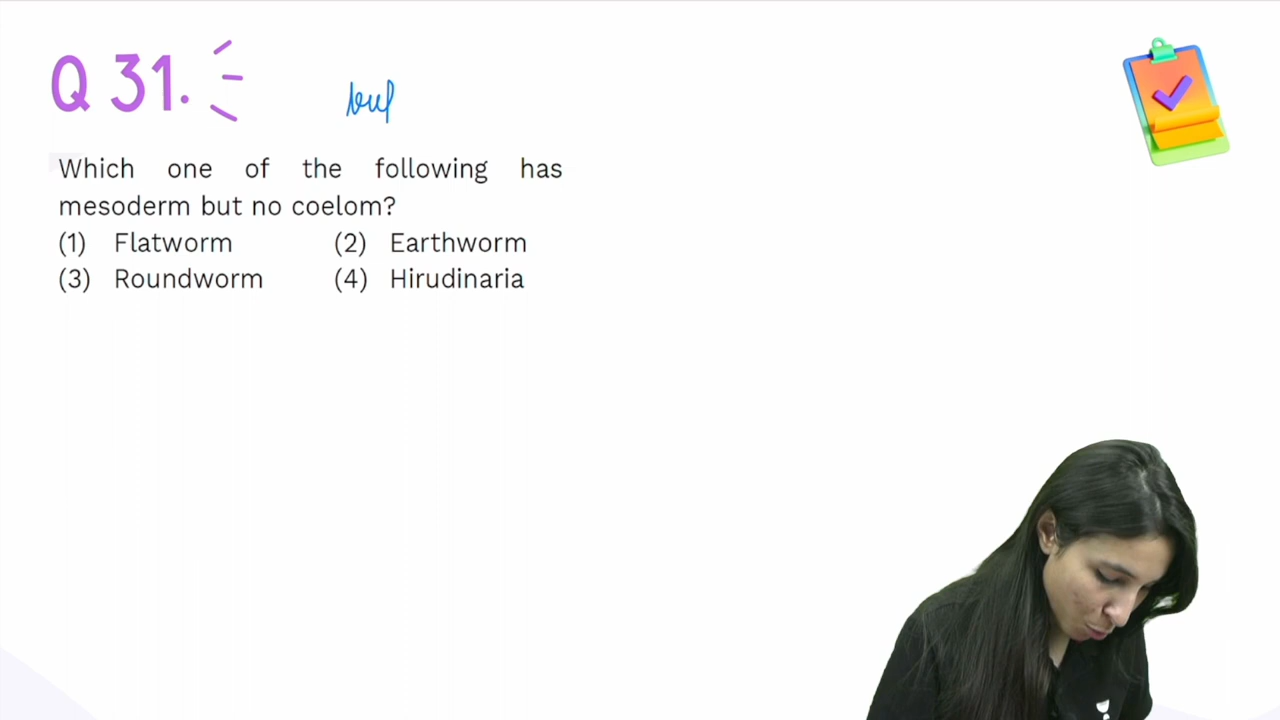 Q 31.
Which one of the following has
mesoderm but no coelom?
(1) Flatworm (2) Earthworm
(3) Roundworm (4) Hirudinaria